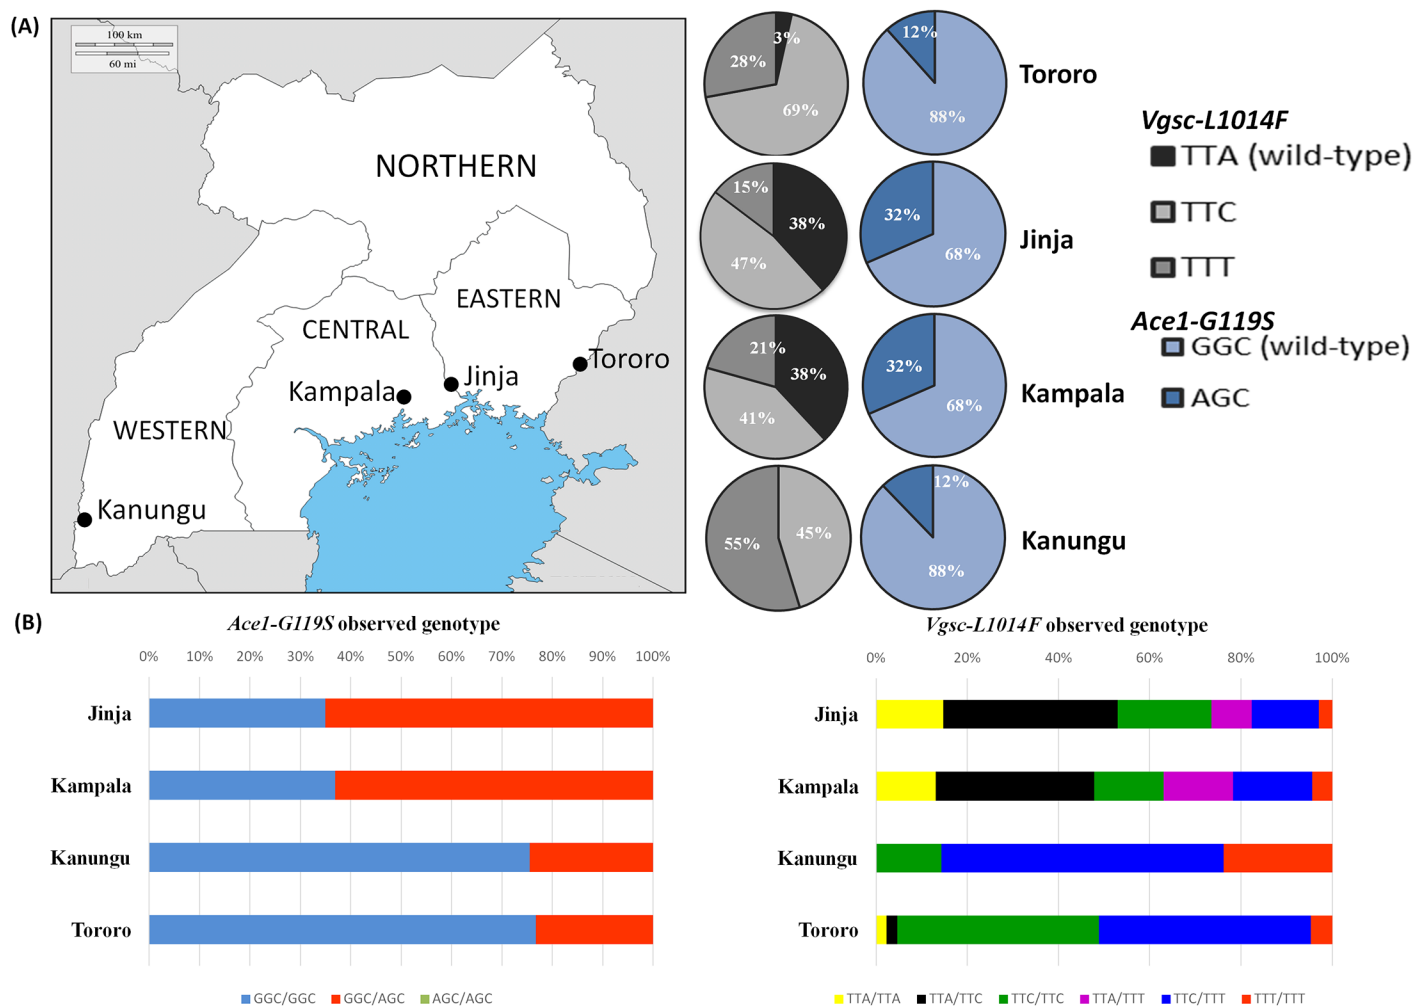 (A)
100 km
60 mi
NORTHERN
EASTERN
CENTRAL
Tororo
Jinja
Kampala
WESTERN
Kanungu
3%
28%
69%
12%
88%
Tororo
15%
38%
47%
32%
68%
Jinja
21%
38%
41%
32%
68%
Kampala
55%
45%
12%
88%
Kanungu
Vgsc-L1014F
TTA (wild-type)
TTC
TTT
Ace1-G119S
GGC (wild-type)
AGC
(B)
Ace1-G119S observed genotype
0% 10% 20% 30% 40% 50% 60% 70% 80% 90% 100%
Jinja
Kampala
Kanungu
Tororo
GGC/GGC GGC/AGC AGC/AGC
Vgsc-L1014F observed genotype
0% 20% 40% 60% 80% 100%
Jinja
Kampala
Kanungu
Tororo
TTA/TTA TTA/TTC TTC/TTC TTA/TTT TTC/TTT TTT/TTT